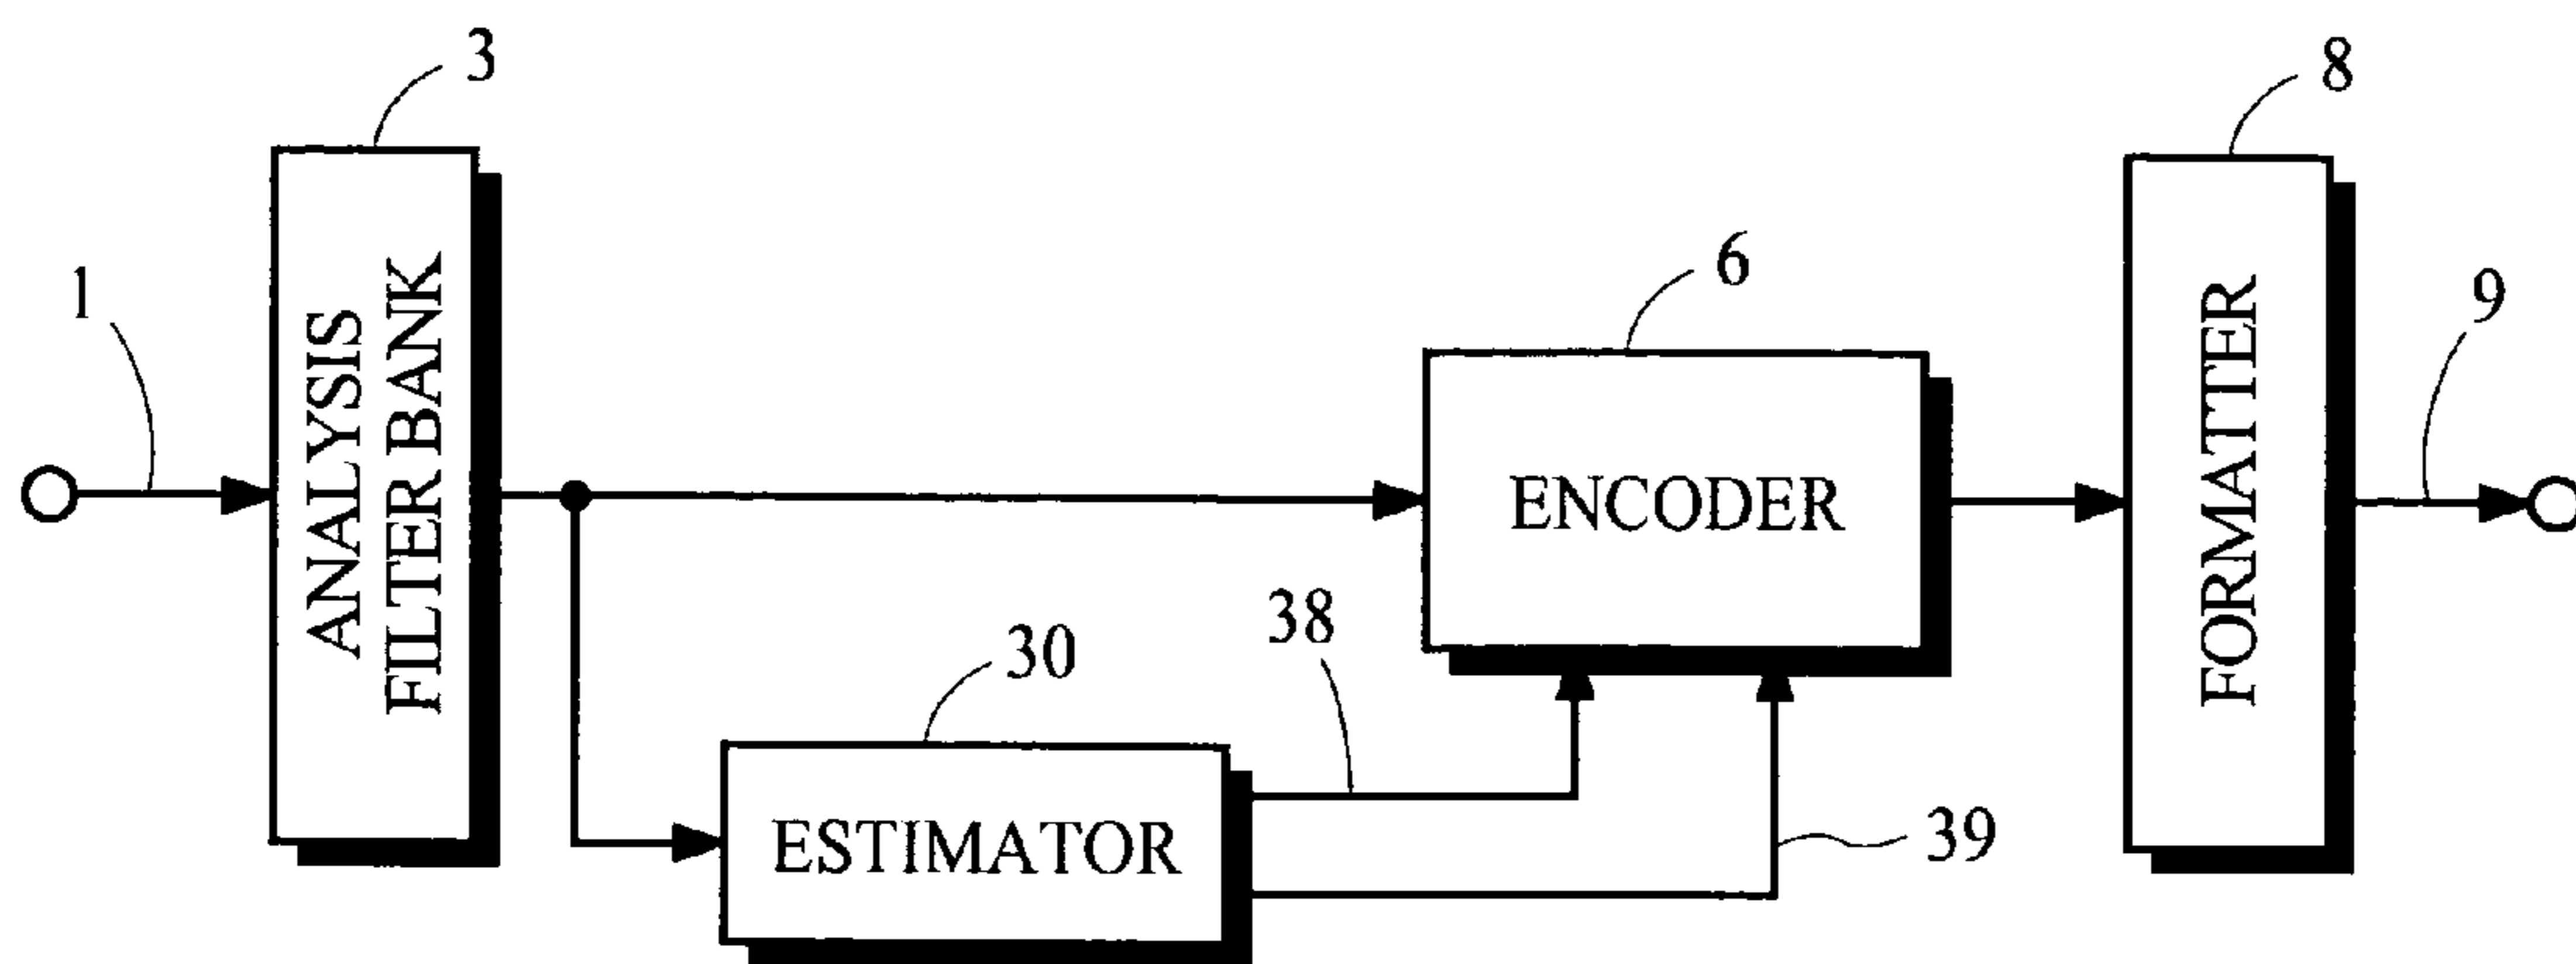 3
8
1
6
9
ANALYSIS
FILTER BANK
ENCODER
FORMATTER
38
30
39
ESTIMATOR